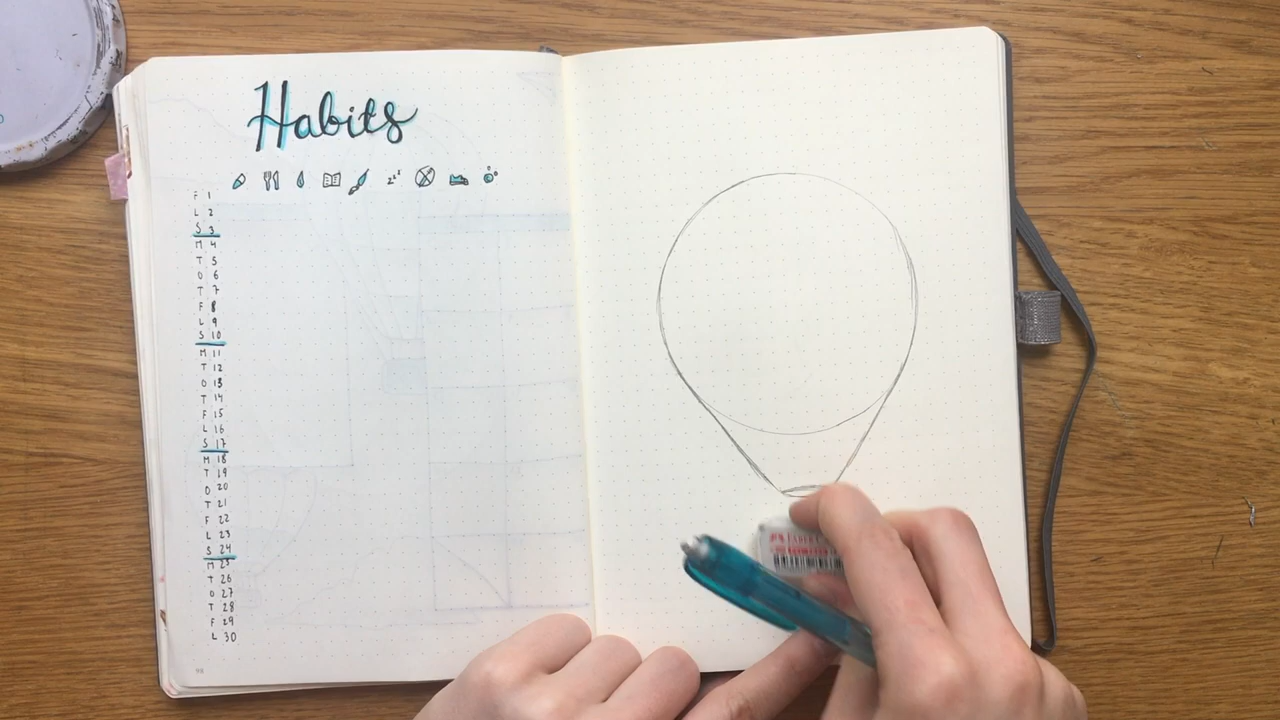 Habits
zzz
F 1
L 2
S 3
M 4
T 5
O 6
T 7
F 8
L 9
S 10
M 11
T 12
O 13
T 14
F 15
L 16
S 17
M 18
T 19
O 20
T 21
F 22
L 23
S 24
M 25
T 26
O 27
T 28
F 29
L 30